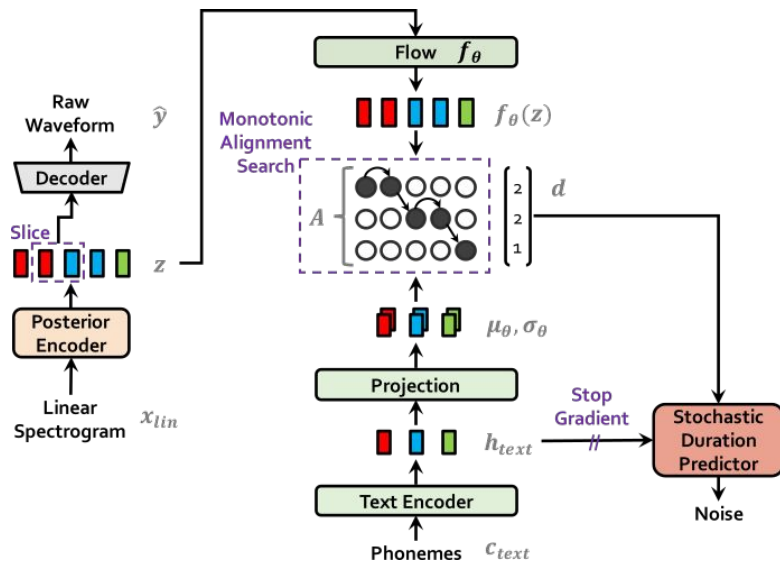 Flow f_θ
Raw
Waveform
ŷ
Monotonic
Alignment
Search
f_θ(z)
Decoder
Slice
A
2
2
1
d
z
Posterior
Encoder
μ_θ, σ_θ
Projection
Linear
Spectrogram
x_lin
Stop
Gradient
//
h_text
Stochastic
Duration
Predictor
Text Encoder
Noise
Phonemes
c_text